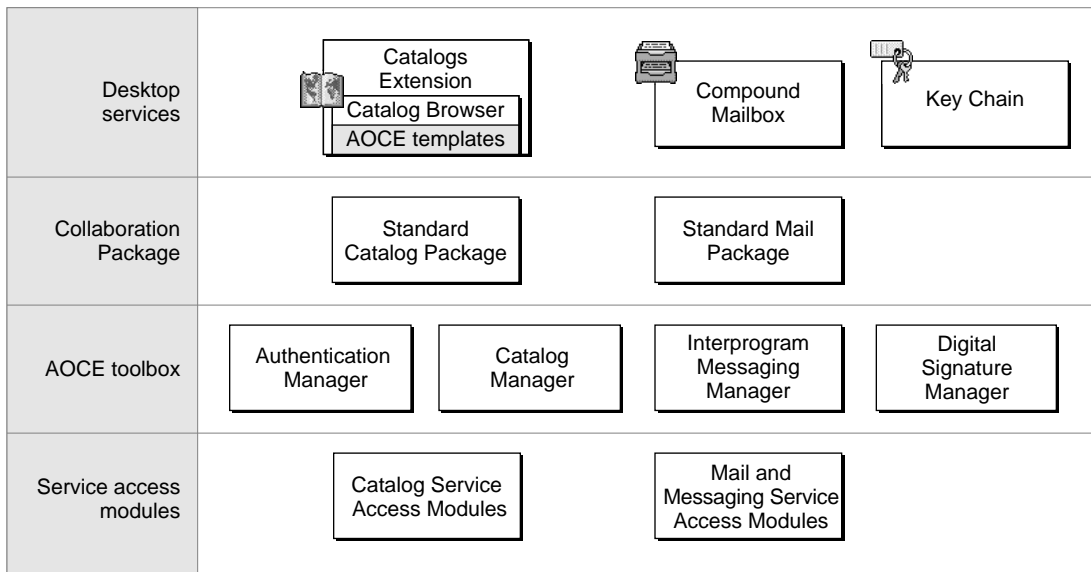 Desktop
services
Catalogs
Extension
Catalog Browser
AOCE templates
Compound
Mailbox
Key Chain
Collaboration
Package
Standard
Catalog Package
Standard Mail
Package
AOCE toolbox
Authentication
Manager
Catalog
Manager
Interprogram
Messaging
Manager
Digital
Signature
Manager
Service access
modules
Catalog Service
Access Modules
Mail and
Messaging Service
Access Modules